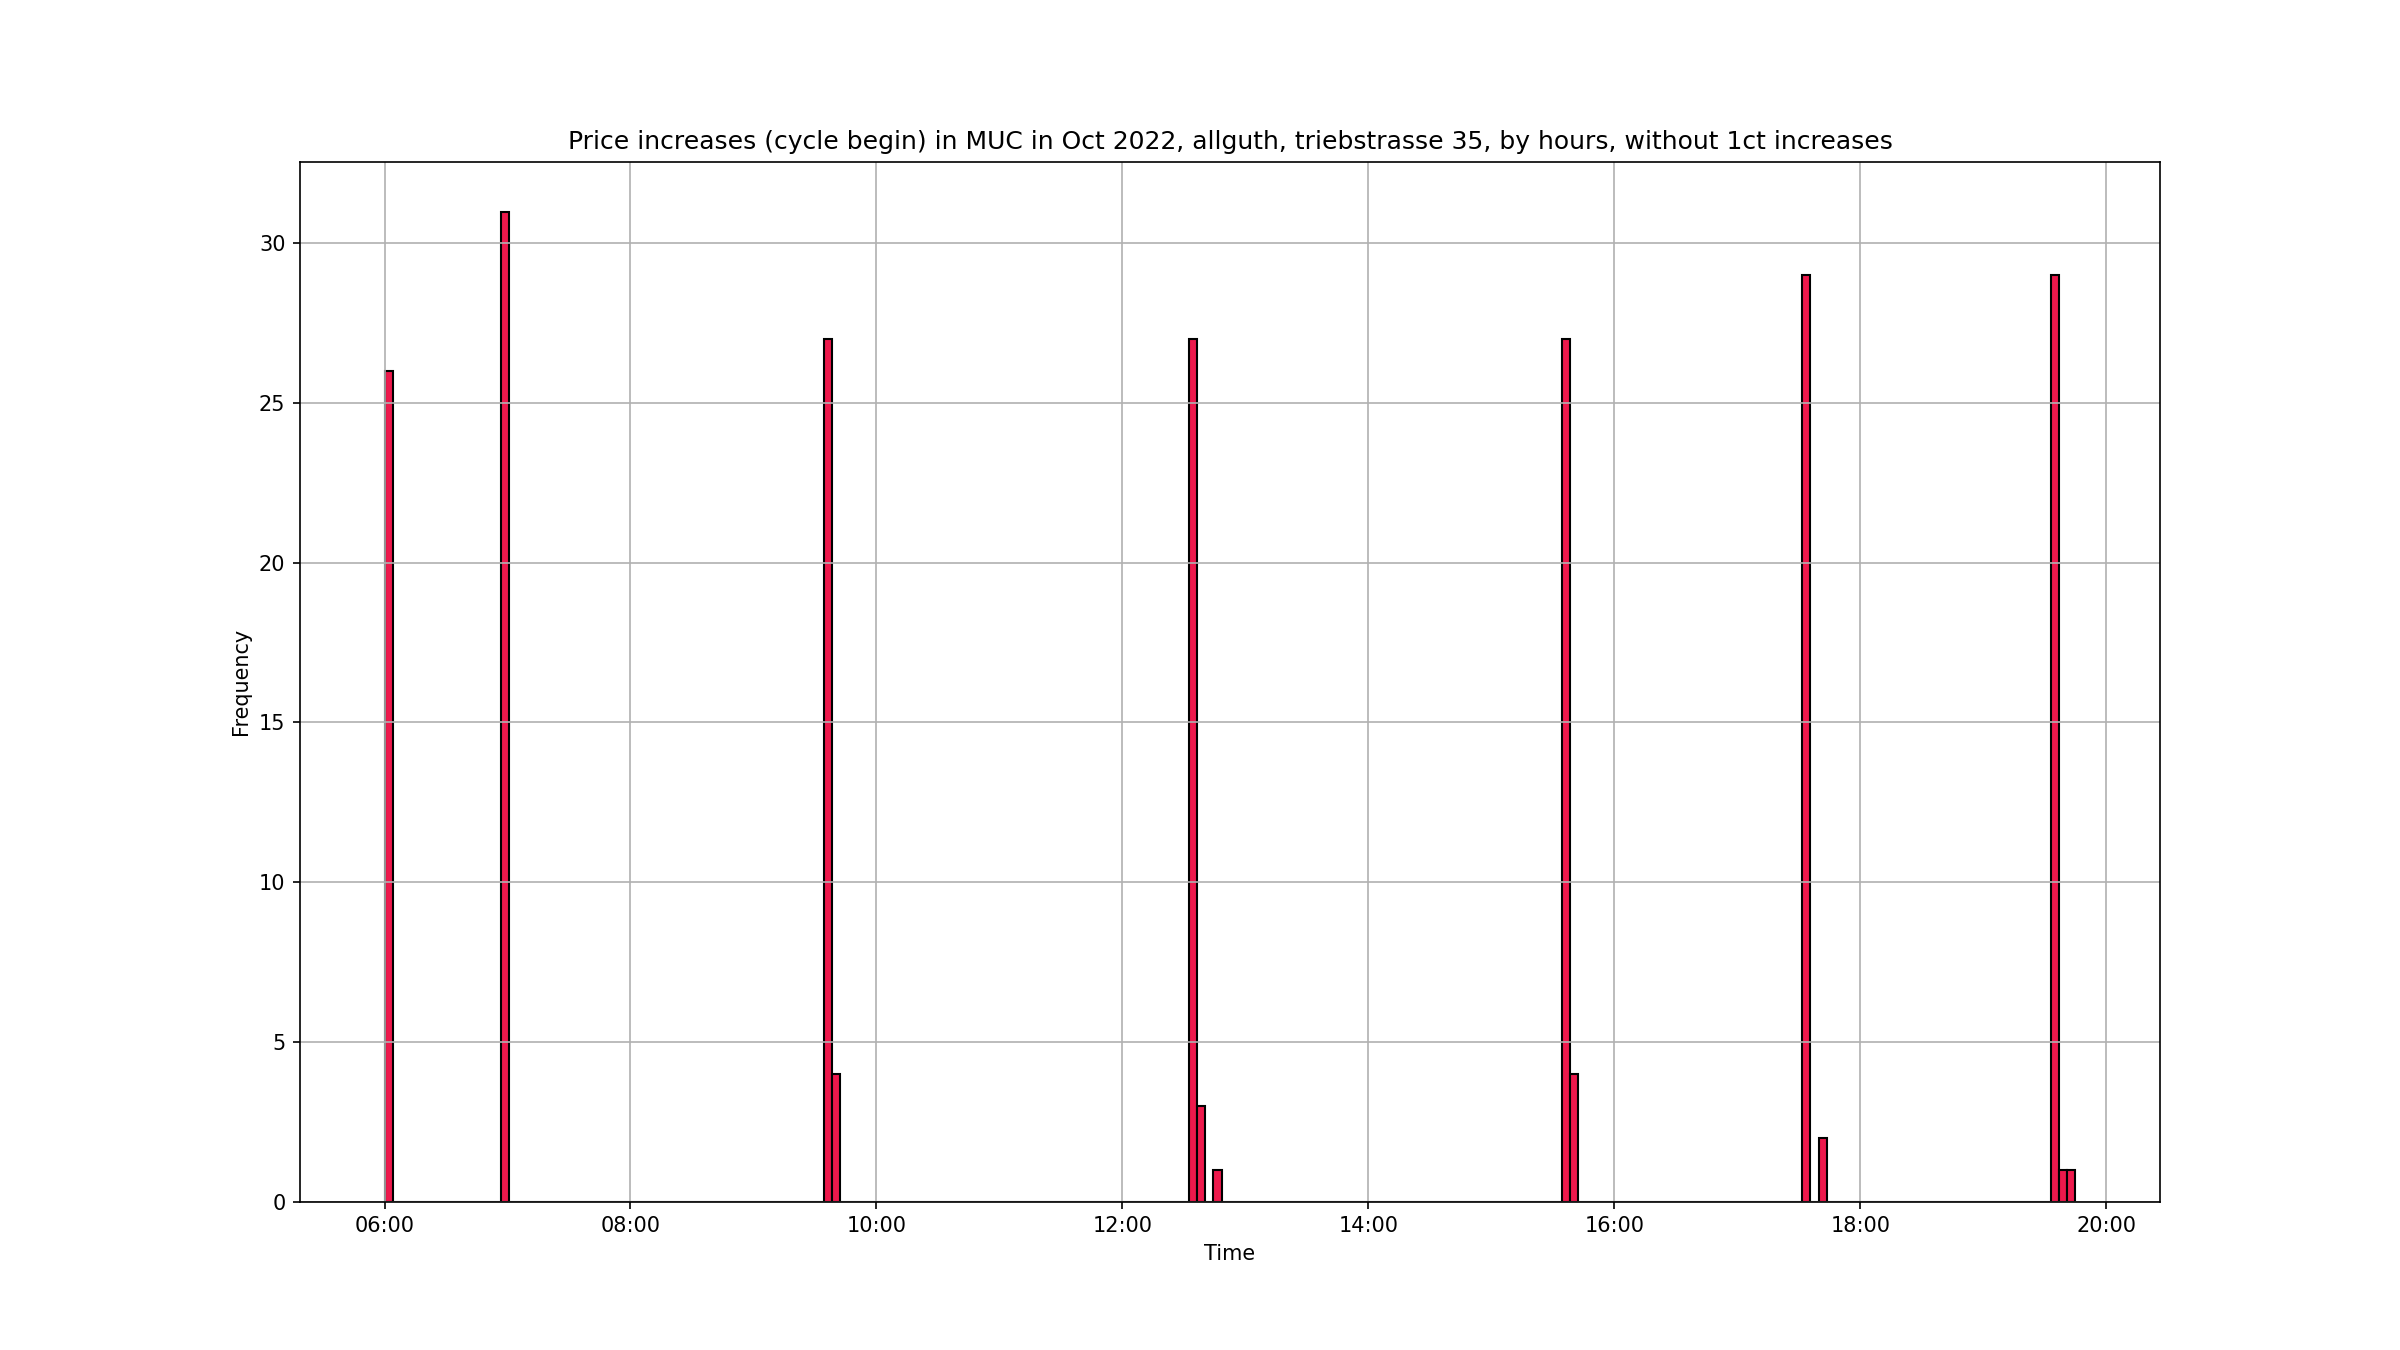 Price increases (cycle begin) in MUC in Oct 2022, allguth, triebstrasse 35, by hours, without 1ct increases
Frequency
30
25
20
15
10
5
0
06:00 08:00 10:00 12:00 14:00 16:00 18:00 20:00
Time